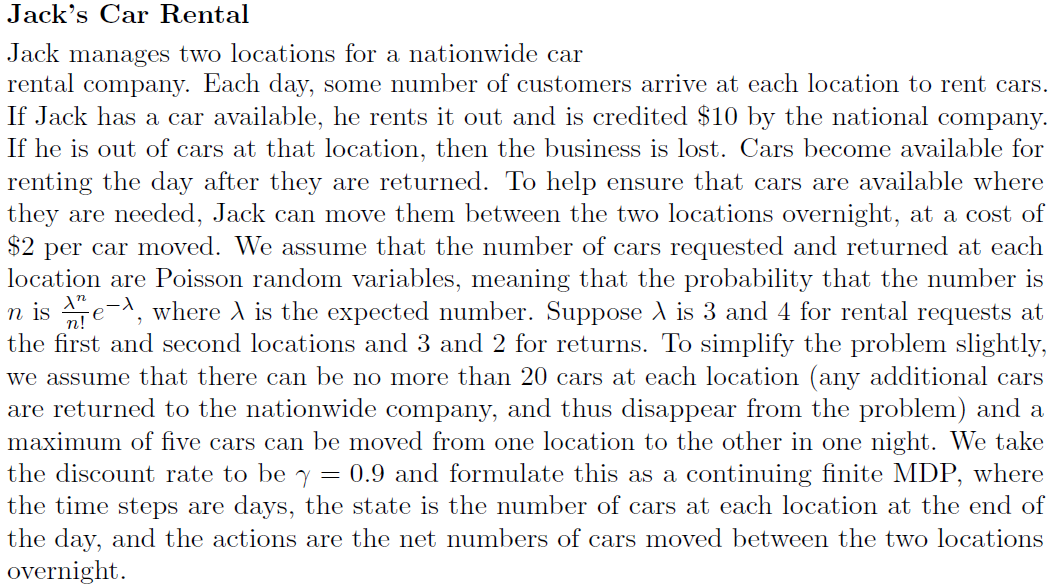 Jack's Car Rental
Jack manages two locations for a nationwide car
rental company. Each day, some number of customers arrive at each location to rent cars.
If Jack has a car available, he rents it out and is credited $10 by the national company.
If he is out of cars at that location, then the business is lost. Cars become available for
renting the day after they are returned. To help ensure that cars are available where
they are needed, Jack can move them between the two locations overnight, at a cost of
$2 per car moved. We assume that the number of cars requested and returned at each
location are Poisson random variables, meaning that the probability that the number is
n is λⁿ/n! e^−λ, where λ is the expected number. Suppose λ is 3 and 4 for rental requests at
the first and second locations and 3 and 2 for returns. To simplify the problem slightly,
we assume that there can be no more than 20 cars at each location (any additional cars
are returned to the nationwide company, and thus disappear from the problem) and a
maximum of five cars can be moved from one location to the other in one night. We take
the discount rate to be γ = 0.9 and formulate this as a continuing finite MDP, where
the time steps are days, the state is the number of cars at each location at the end of
the day, and the actions are the net numbers of cars moved between the two locations
overnight.